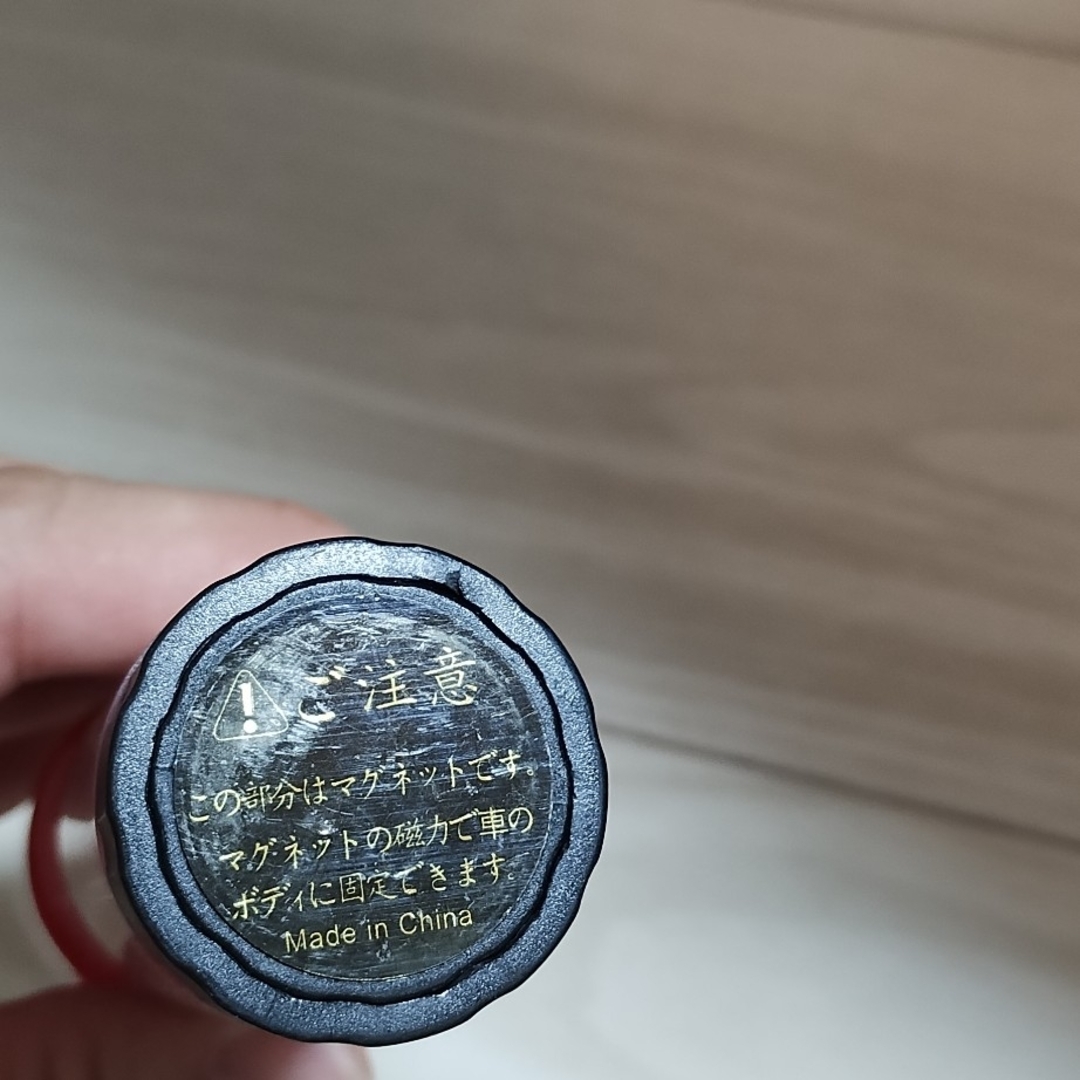 ご注意
この部分はマグネットです。
マグネットの磁力で車の
ボディに固定できます。
Made in China